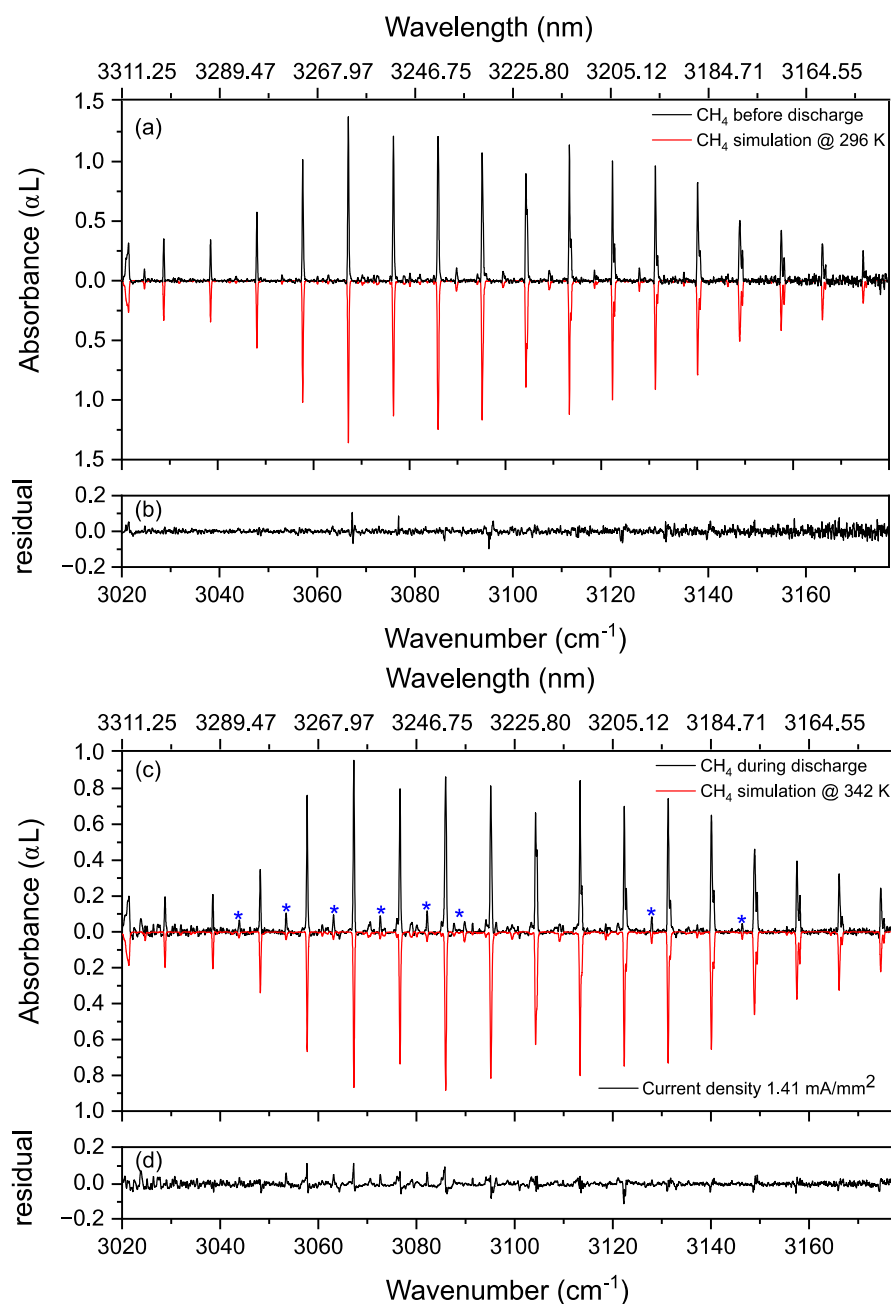 Wavelength (nm)
3311.25 3289.47 3267.97 3246.75 3225.80 3205.12 3184.71 3164.55
(a)
CH₄ before discharge
CH₄ simulation @ 296 K
1.5
1.0
0.5
0.0
0.5
1.0
1.5
Absorbance (αL)
(b)
0.2
0.0
−0.2
residual
3020 3040 3060 3080 3100 3120 3140 3160
Wavenumber (cm⁻¹)
Wavelength (nm)
3311.25 3289.47 3267.97 3246.75 3225.80 3205.12 3184.71 3164.55
(c)
CH₄ during discharge
CH₄ simulation @ 342 K
1.0
0.8
0.6
0.4
0.2
0.0
0.2
0.4
0.6
0.8
1.0
Absorbance (αL)
* * * * * * * *
Current density 1.41 mA/mm²
(d)
0.2
0.0
−0.2
residual
3020 3040 3060 3080 3100 3120 3140 3160
Wavenumber (cm⁻¹)